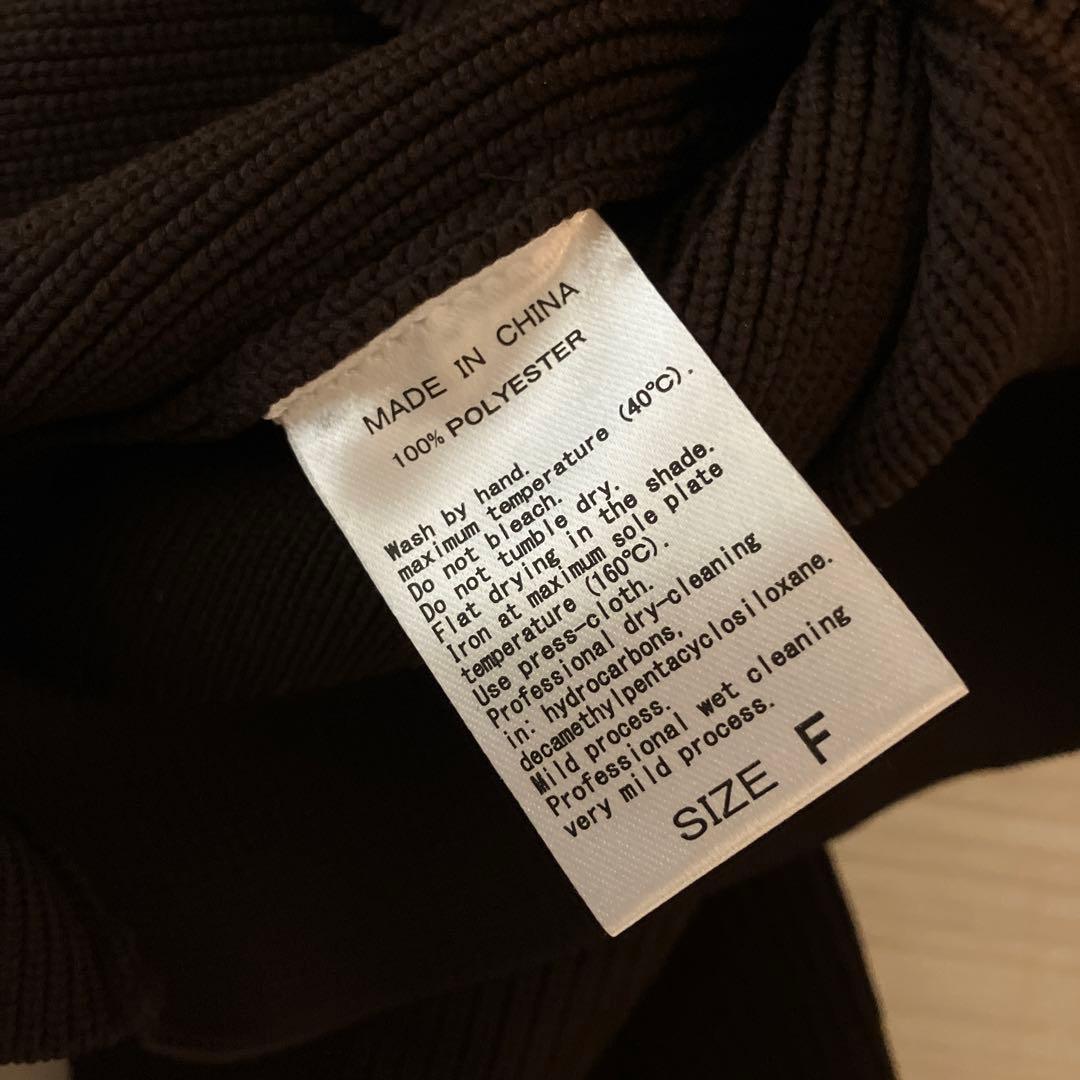 MADE IN CHINA
100% POLYESTER
Wash by hand.
maximum temperature (40℃).
Do not bleach.
Do not tumble dry.
Flat drying in the shade.
Iron at maximum sole plate
temperature (160℃).
Use press-cloth.
Professional dry-cleaning
in: hydrocarbons,
decamethylpentacyclosiloxane.
Mild process.
Professional wet cleaning
very mild process.
SIZE F